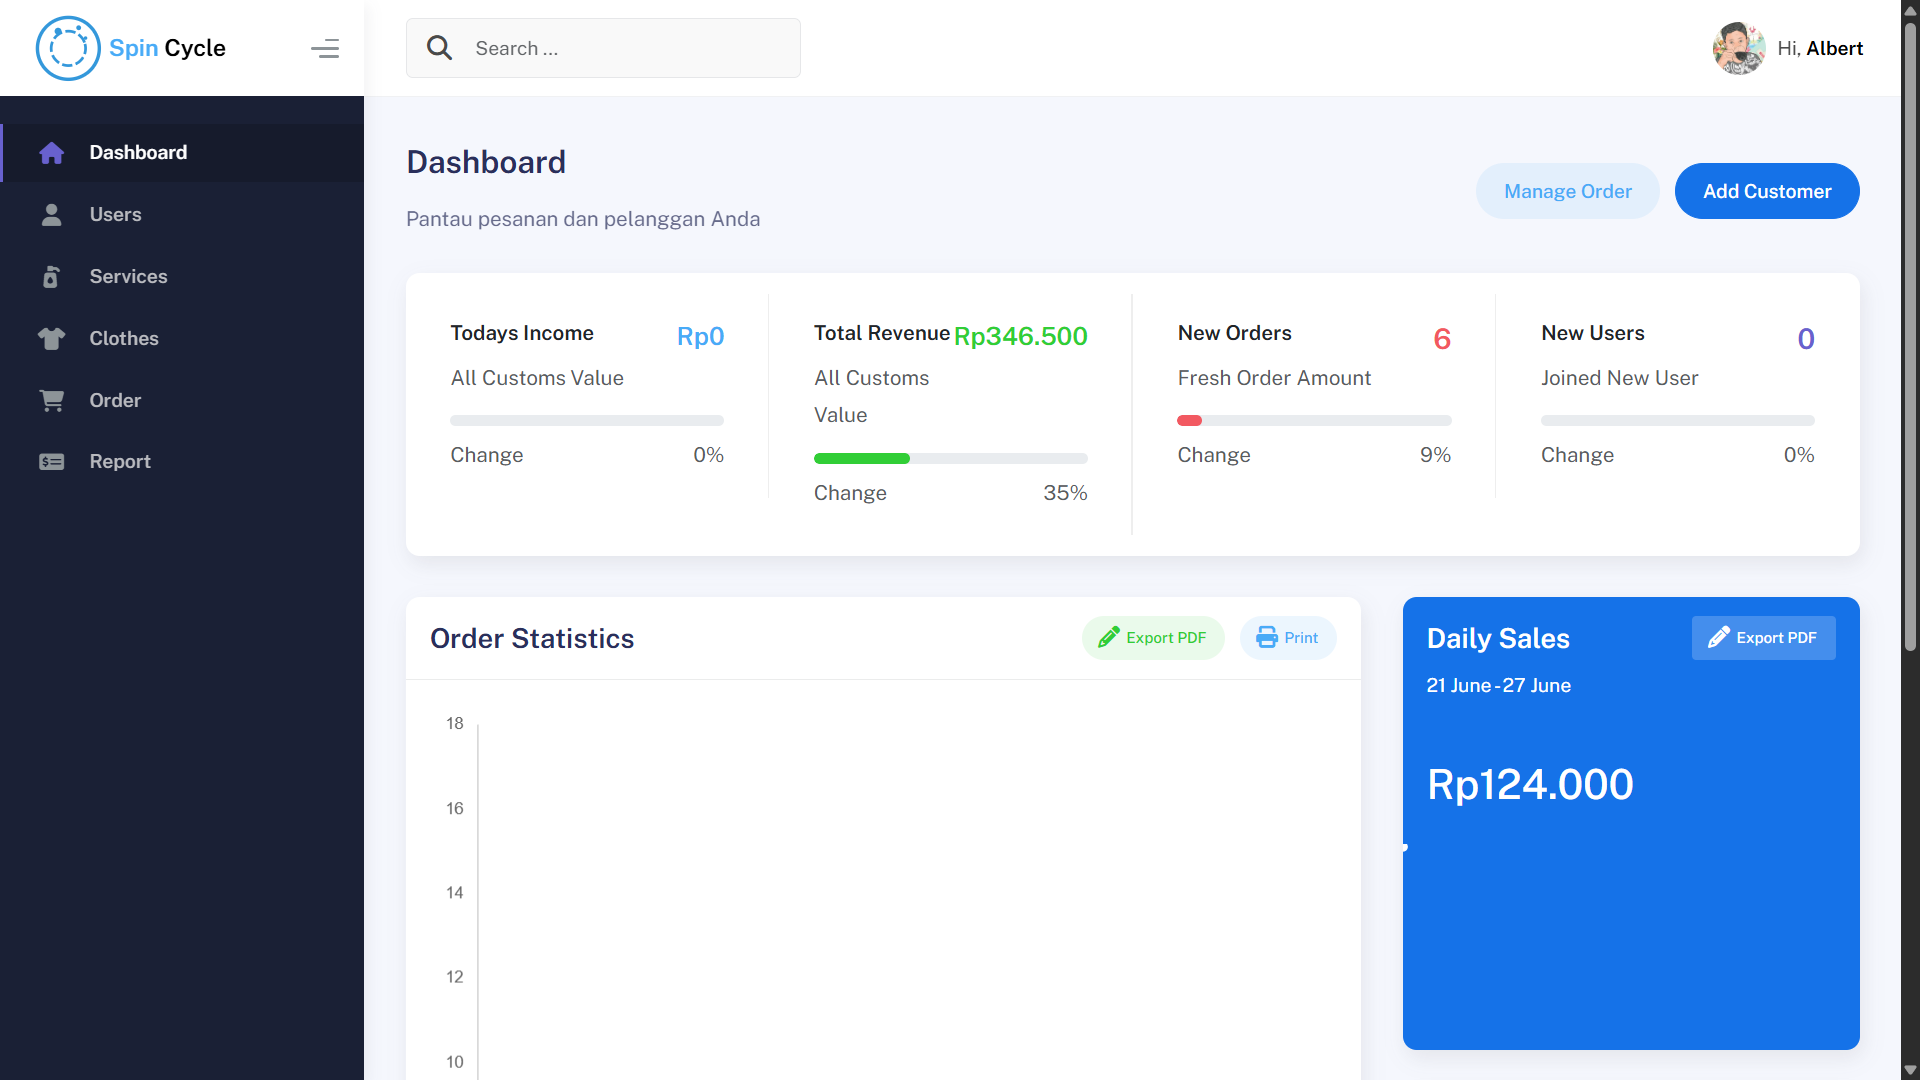 Spin Cycle
Search ...
Hi, Albert
Dashboard
Users
Services
Clothes
Order
Report
Dashboard
Pantau pesanan dan pelanggan Anda
Manage Order
Add Customer
Todays Income
Rp0
All Customs Value
Change
0%
Total Revenue
Rp346.500
All Customs
Value
Change
35%
New Orders
6
Fresh Order Amount
Change
9%
New Users
0
Joined New User
Change
0%
Order Statistics
Export PDF
Print
18
16
14
12
10
Daily Sales
Export PDF
21 June - 27 June
Rp124.000